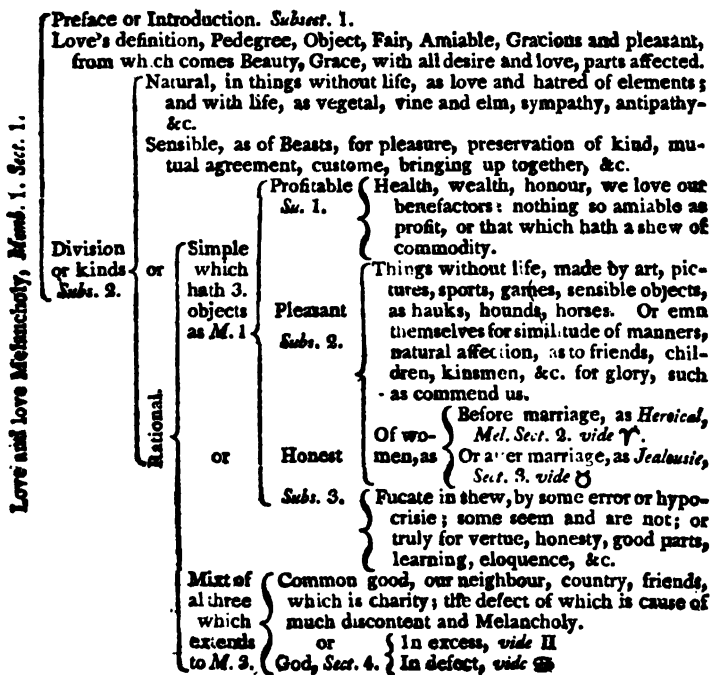 Love and love Melancholy, Memb. 1. Sect. 1.
Preface or Introduction. Subsect. 1.
Love's definition, Pedegree, Object, Fair, Amiable, Gracious and pleasant,
from wh.ch comes Beauty, Grace, with all desire and love, parts affected.
Division
or kinds
Subs. 2.
Natural, in things without life, as love and hatred of elements;
and with life, as vegetal, vine and elm, sympathy, antipathy-
&c.
Sensible, as of Beasts, for pleasure, preservation of kind, mu-
tual agreement, custome, bringing up together, &c.
or
Rational.
Simple
which
hath 3.
objects
as M. 1
Profitable
Su. 1.
Health, wealth, honour, we love our
benefactors: nothing so amiable as
profit, or that which hath a shew of
commodity.
Pleasant
Subs. 2.
Things without life, made by art, pic-
tures, sports, games, sensible objects,
as hauks, hounds, horses. Or emn
themselves for similitude of manners,
natural affection, as to friends, chil-
dren, kinsmen, &c. for glory, such
as commend us.
Of wo-
men, as
Before marriage, as Heroical,
Mel. Sect. 2. vide ♈.
Or after marriage, as Jealousie,
Sect. 3. vide ♉
or
Honest
Subs. 3.
Fucate in shew, by some error or hypo-
crisie; some seem and are not; or
truly for vertue, honesty, good parts,
learning, eloquence, &c.
Mixt of
al three
which
extends
to M. 3.
Common good, our neighbour, country, friends,
which is charity; the defect of which is cause of
much discontent and Melancholy.
or
God, Sect. 4.
In excess, vide ♊
In defect, vide